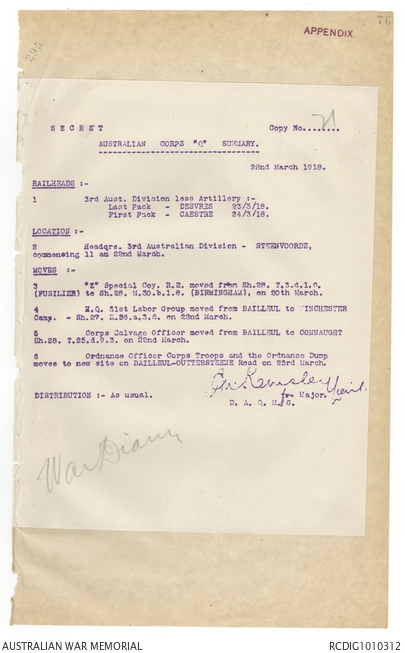 76
APPENDIX.
295
S E C R E T Copy No. 21
AUSTRALIAN CORPS "Q" SUMMARY.
22nd March 1918.
RAILHEADS :-
1 3rd Aust. Division less Artillery :-
Last Pack - DESVRES 23/3/18.
First Pack - CAESTRE 24/3/18.
LOCATION :-
2 Headqrs. 3rd Australian Division - STEENVOORDE,
commencing 11 am 22nd March.
MOVES :-
3 "Z" Special Coy. R.E. moved from Sh.28. T.3.d.1.9.
(FUSILIER) to Sh.28. H.30.b.1.8. (BIRMINGHAM), on 20th March.
4 H.Q. 31st Labor Group moved from BAILLEUL to WINCHESTER
Camp. - Sh.27. R.36.a.3.8. on 22nd March.
5 Corps Salvage Officer moved from BAILLEUL to CONNAUGHT
Sh.28. T.25.d.9.3. on 22nd March.
6 Ordnance Officer Corps Troops and the Ordnance Dump
moves to new site on BAILLEUL-OUTTERSTEENE Road on 23rd March.
DISTRIBUTION :- As usual. for Major.
D. A. Q. M. G.
War Diary
AUSTRALIAN WAR MEMORIAL RCDIG1010312